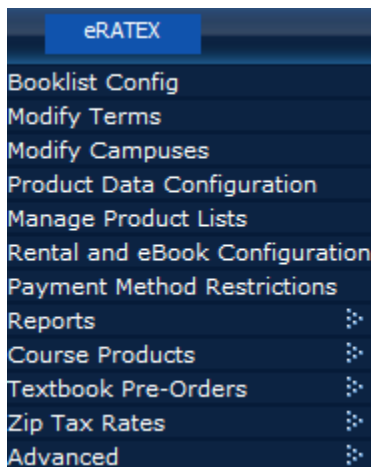 eRATEX
Booklist Config
Modify Terms
Modify Campuses
Product Data Configuration
Manage Product Lists
Rental and eBook Configuration
Payment Method Restrictions
Reports
Course Products
Textbook Pre-Orders
Zip Tax Rates
Advanced